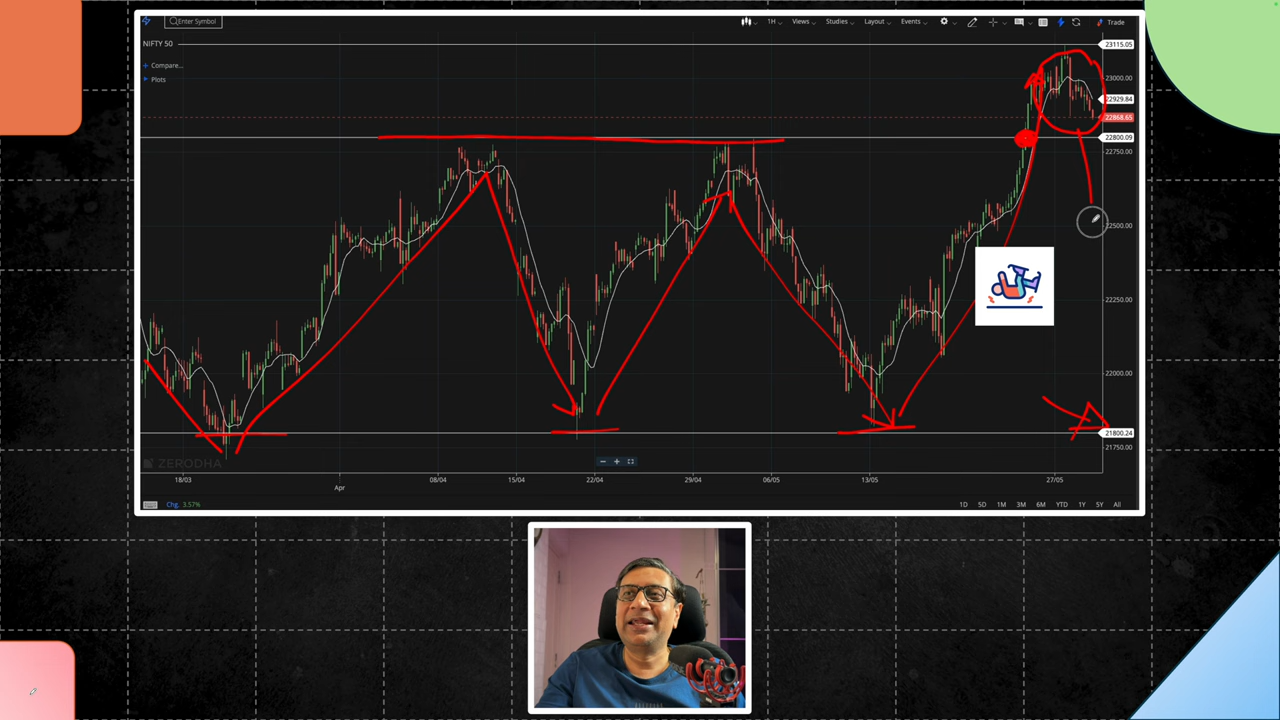 Enter Symbol
1H
Views
Studies
Layout
Events
Trade
NIFTY 50
Compare...
Plots
23115.05
23000.00
22929.84
22868.65
22800.09
22750.00
22500.00
22250.00
22000.00
21800.24
21750.00
ZERODHA
18/03
Apr
08/04
15/04
22/04
29/04
06/05
13/05
27/05
Chg. 3.57%
1D 5D 1M 3M 6M YTD 1Y 5Y All